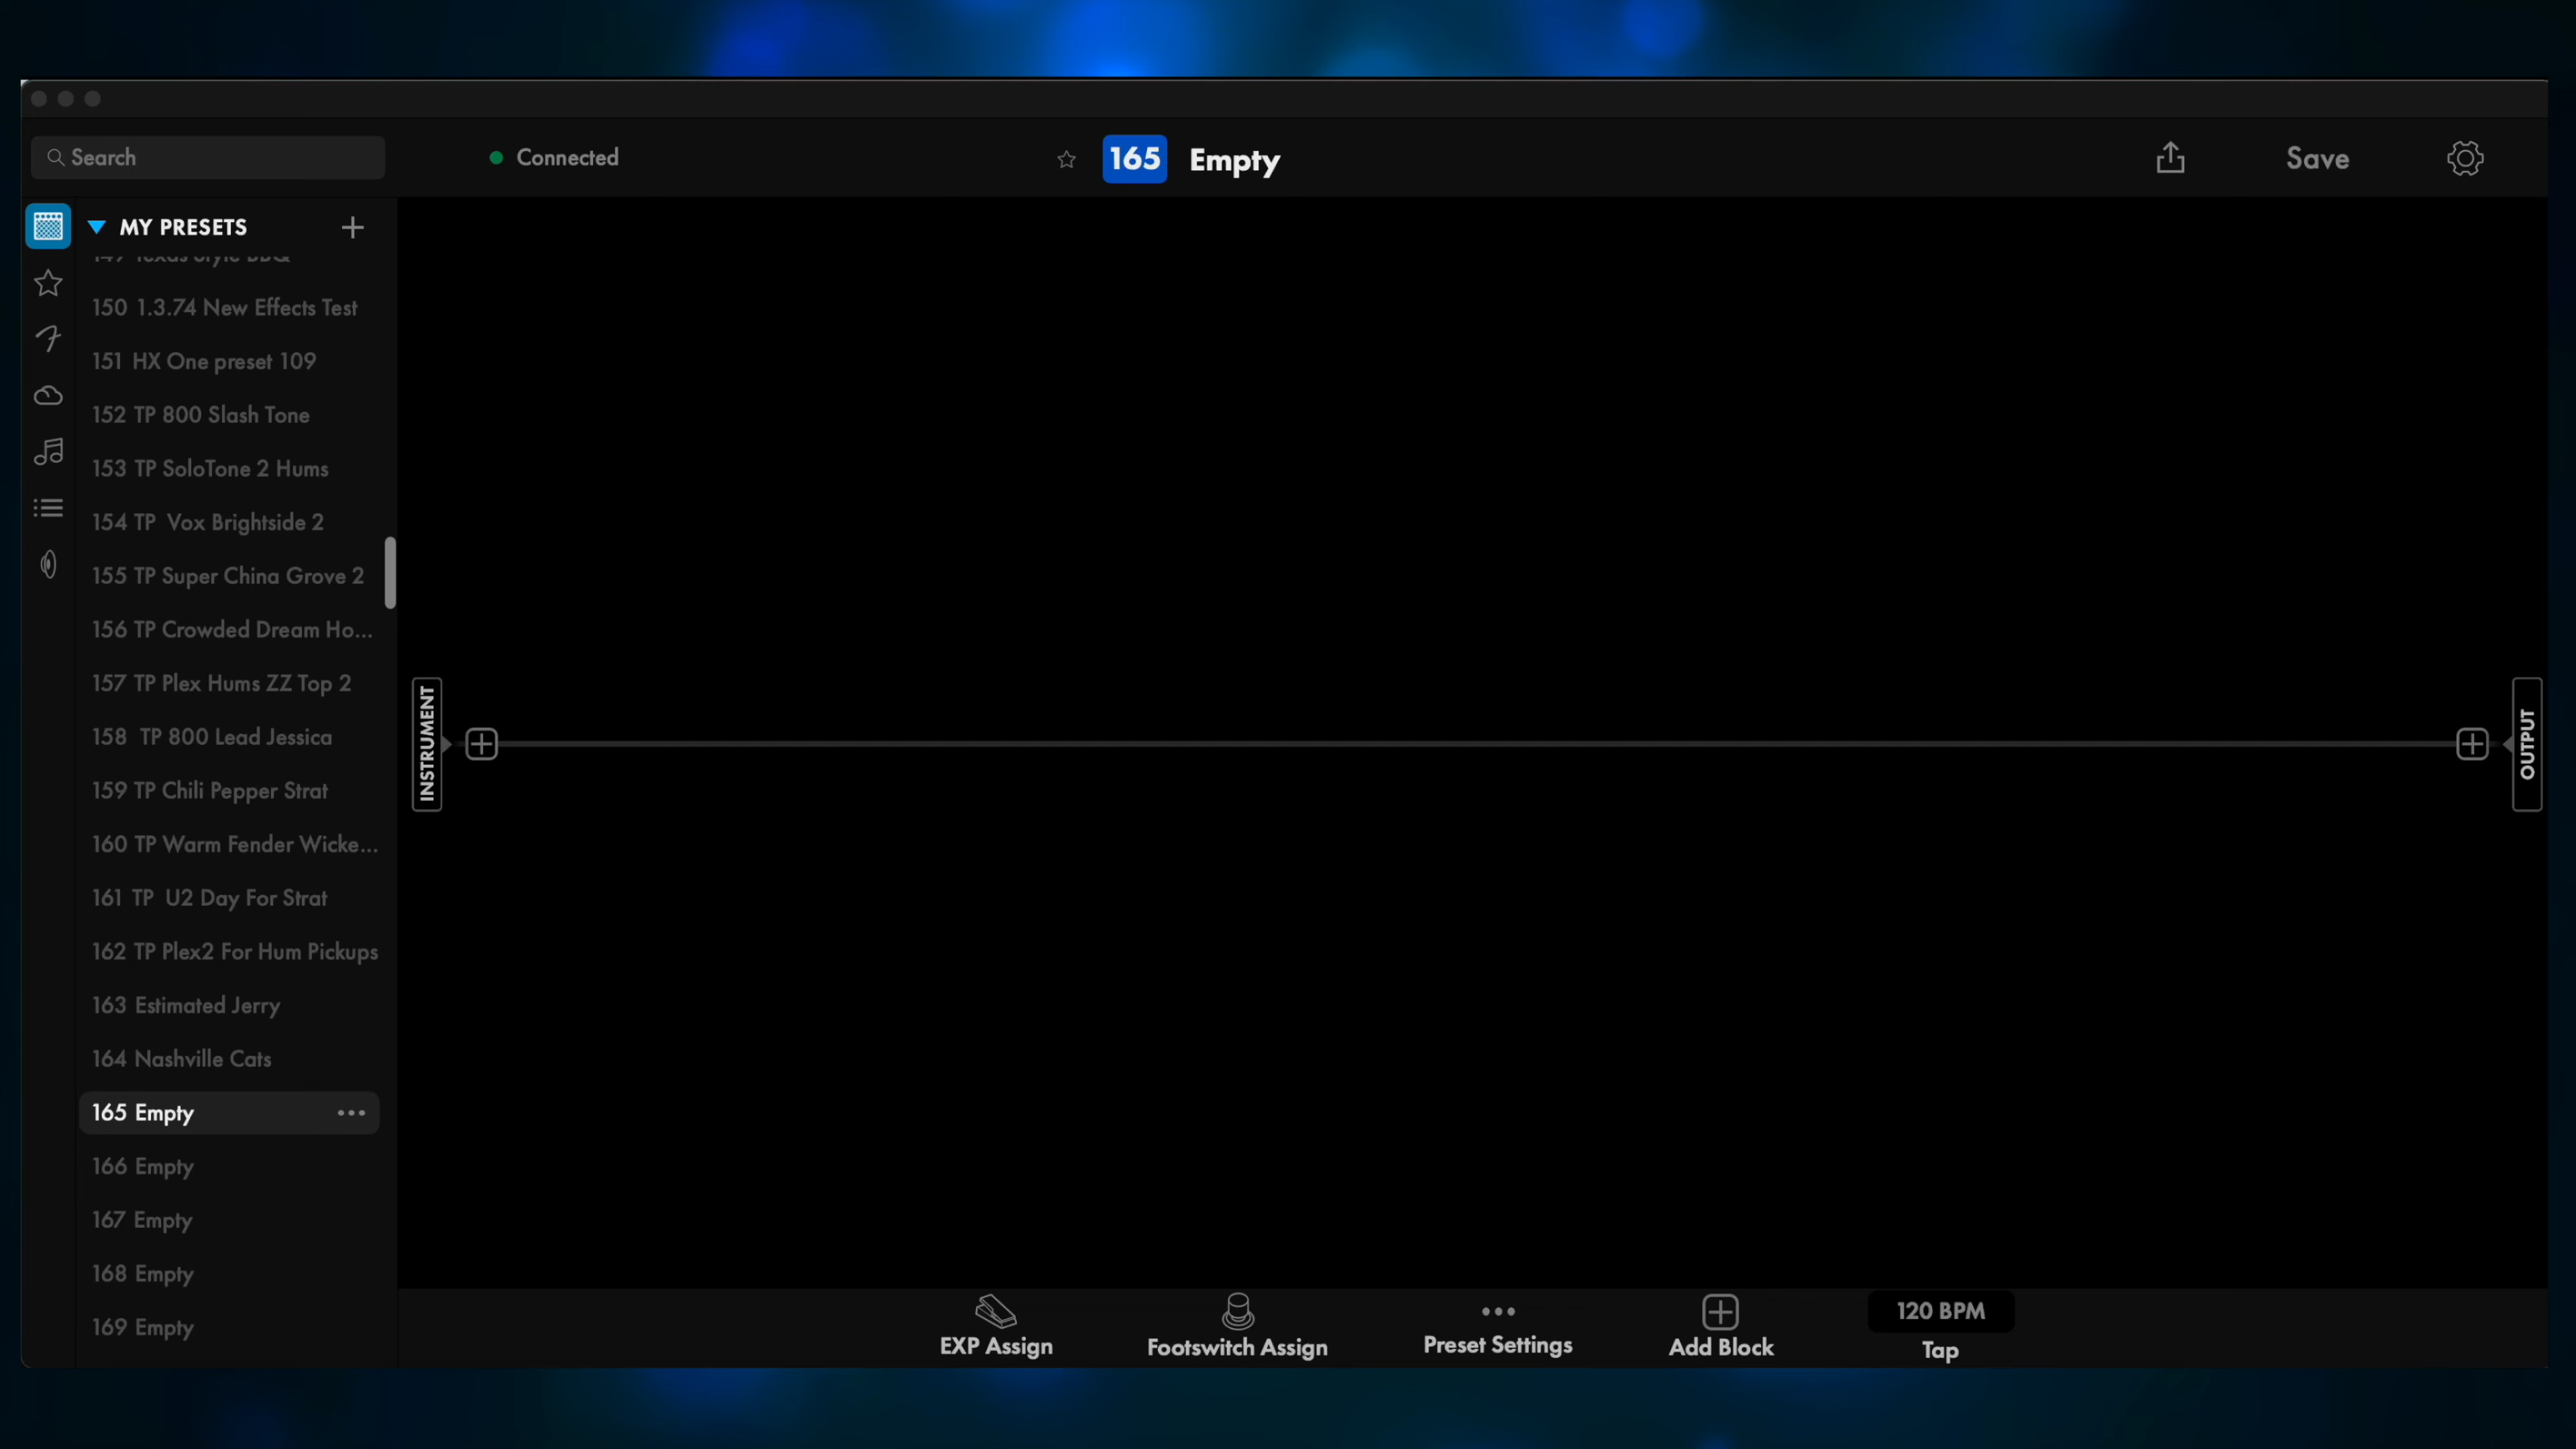 Search
Connected
165 Empty
Save
MY PRESETS
149 Texas Style BBQ
150 1.3.74 New Effects Test
151 HX One preset 109
152 TP 800 Slash Tone
153 TP SoloTone 2 Hums
154 TP Vox Brightside 2
155 TP Super China Grove 2
156 TP Crowded Dream Ho...
157 TP Plex Hums ZZ Top 2
158 TP 800 Lead Jessica
159 TP Chili Pepper Strat
160 TP Warm Fender Wicke...
161 TP U2 Day For Strat
162 TP Plex2 For Hum Pickups
163 Estimated Jerry
164 Nashville Cats
165 Empty
166 Empty
167 Empty
168 Empty
169 Empty
INSTRUMENT
OUTPUT
EXP Assign
Footswitch Assign
Preset Settings
Add Block
120 BPM
Tap